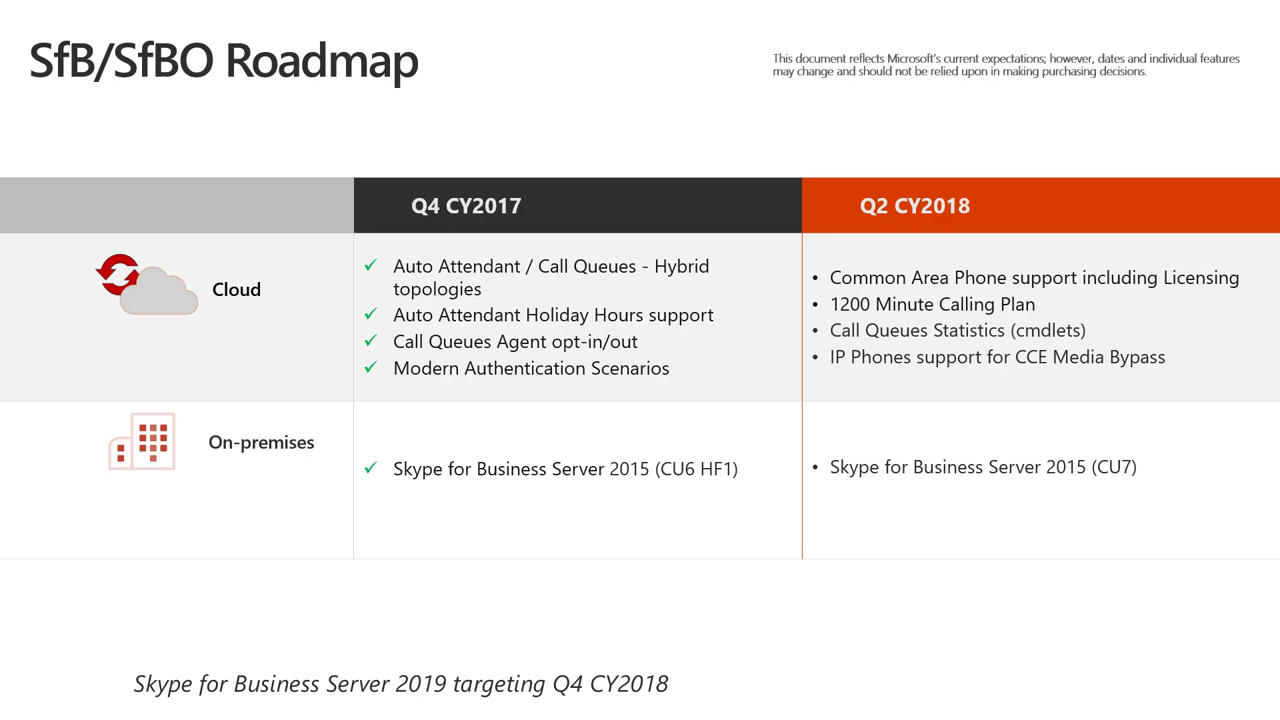 SfB/SfBO Roadmap
This document reflects Microsoft's current expectations; however, dates and individual features
may change and should not be relied upon in making purchasing decisions.
Q4 CY2017
Q2 CY2018
Cloud
Auto Attendant / Call Queues - Hybrid
topologies
Auto Attendant Holiday Hours support
Call Queues Agent opt-in/out
Modern Authentication Scenarios
Common Area Phone support including Licensing
1200 Minute Calling Plan
Call Queues Statistics (cmdlets)
IP Phones support for CCE Media Bypass
On-premises
Skype for Business Server 2015 (CU6 HF1)
Skype for Business Server 2015 (CU7)
Skype for Business Server 2019 targeting Q4 CY2018